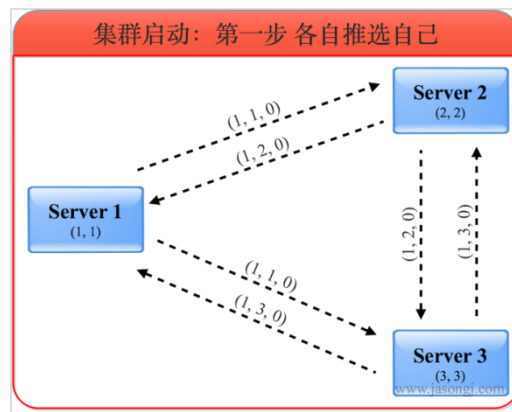 集群启动：第一步 各自推选自己
Server 2
(2, 2)
(1, 1, 0)
(1, 2, 0)
Server 1
(1, 1)
(1, 2, 0)
(1, 3, 0)
(1, 1, 0)
(1, 3, 0)
Server 3
(3, 3)
www.jasongj.com